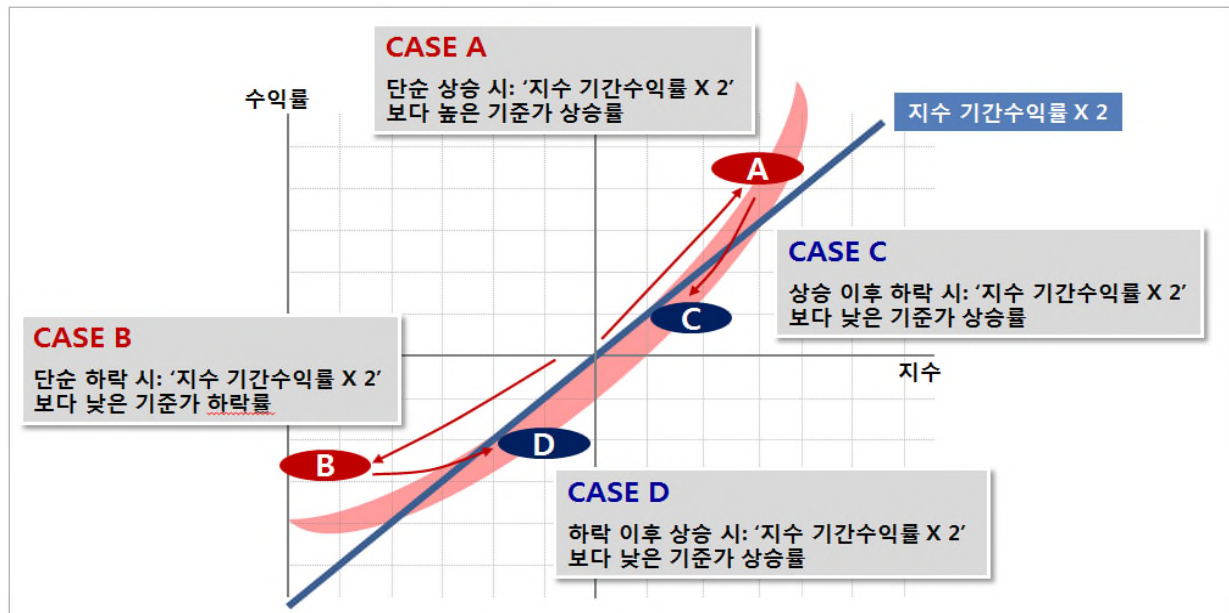 CASE A
단순 상승 시: ‘지수 기간수익률 X 2’
보다 높은 기준가 상승률
수익률
지수 기간수익률 X 2
A
CASE C
상승 이후 하락 시: ‘지수 기간수익률 X 2’
보다 낮은 기준가 상승률
C
CASE B
단순 하락 시: ‘지수 기간수익률 X 2’
보다 낮은 기준가 하락률
지수
D
B
CASE D
하락 이후 상승 시: ‘지수 기간수익률 X 2’
보다 낮은 기준가 상승률